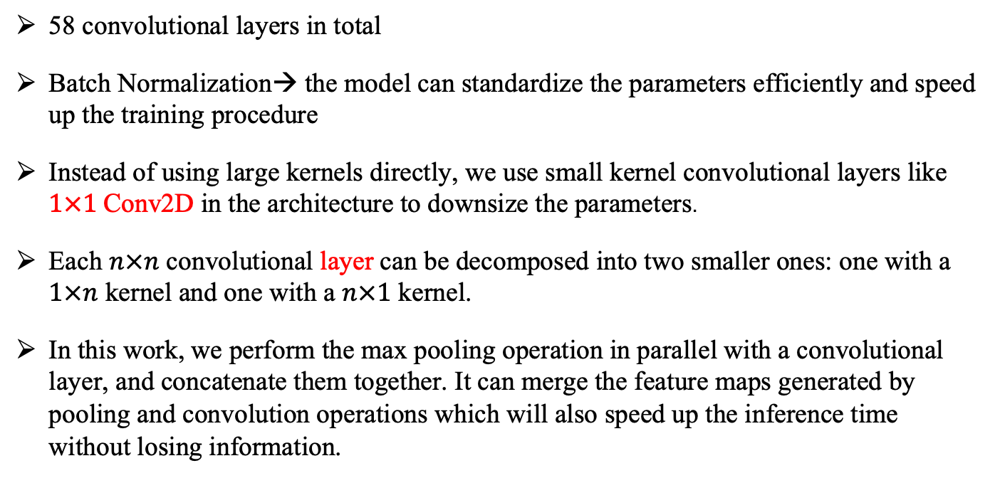 ➢ 58 convolutional layers in total
➢ Batch Normalization→ the model can standardize the parameters efficiently and speed
up the training procedure
➢ Instead of using large kernels directly, we use small kernel convolutional layers like
1×1 Conv2D in the architecture to downsize the parameters.
➢ Each n×n convolutional layer can be decomposed into two smaller ones: one with a
1×n kernel and one with a n×1 kernel.
➢ In this work, we perform the max pooling operation in parallel with a convolutional
layer, and concatenate them together. It can merge the feature maps generated by
pooling and convolution operations which will also speed up the inference time
without losing information.